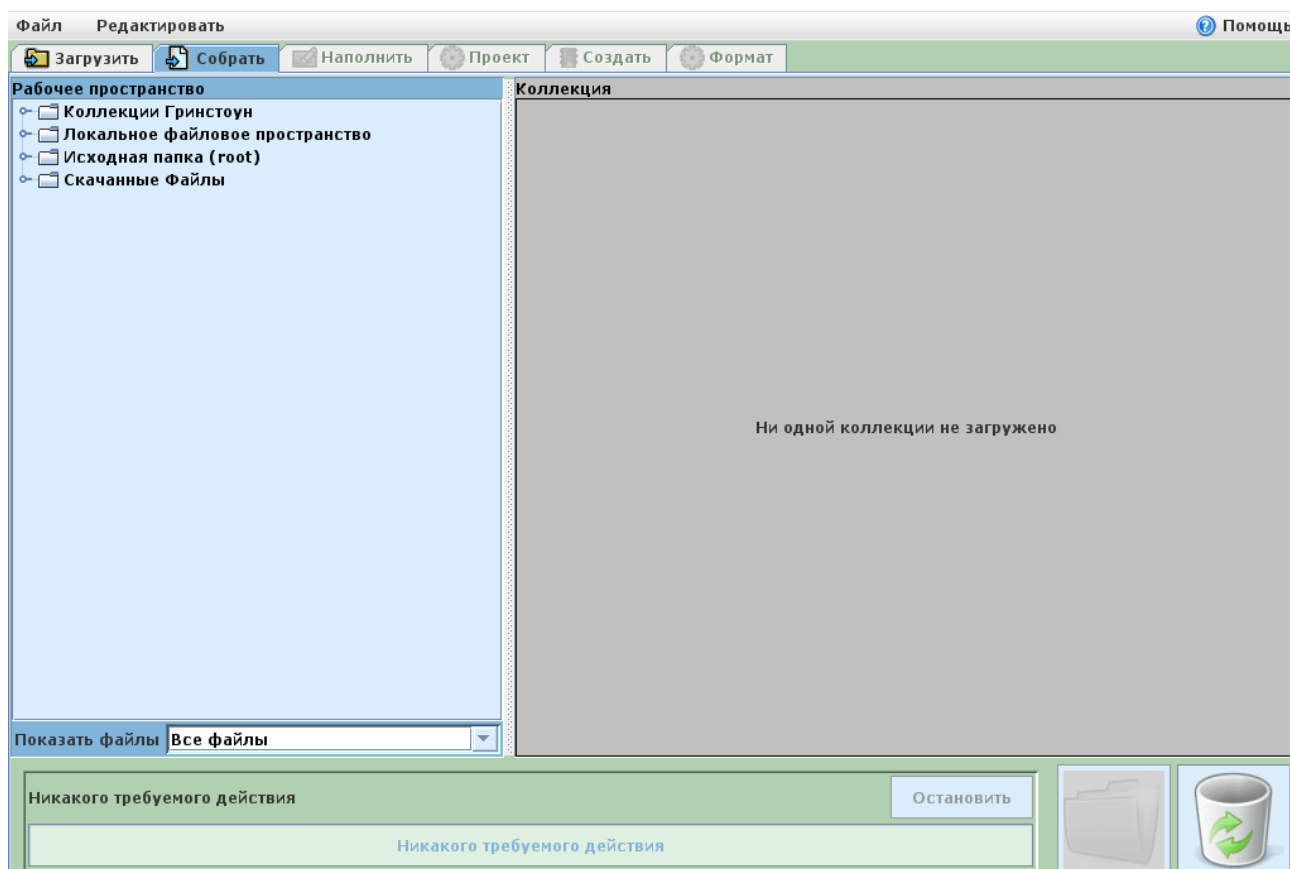 Файл Редактировать Помощь
Загрузить Собрать Наполнить Проект Создать Формат
Рабочее пространство
Коллекции Гринстоун
Локальное файловое пространство
Исходная папка (root)
Скачанные Файлы
Показать файлы Все файлы
Коллекция
Ни одной коллекции не загружено
Никакого требуемого действия Остановить
Никакого требуемого действия